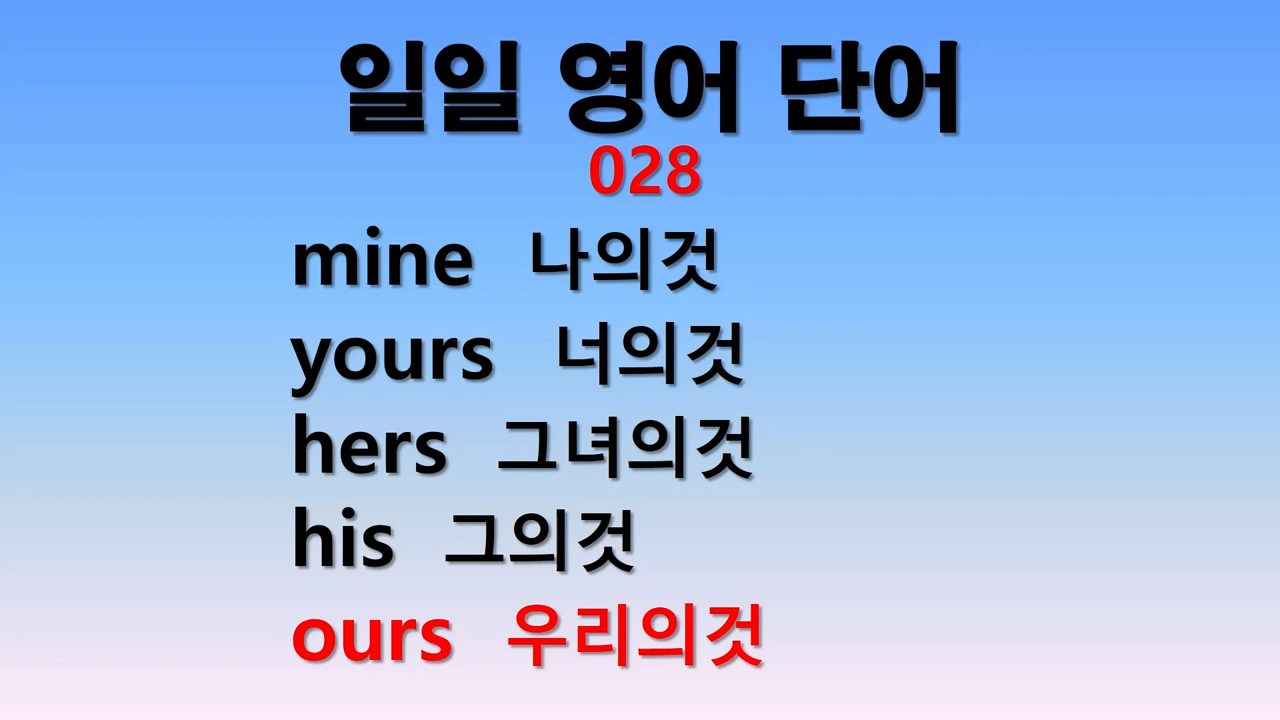 일일 영어 단어
028
mine 나의것
yours 너의것
hers 그녀의것
his 그의것
ours 우리의것